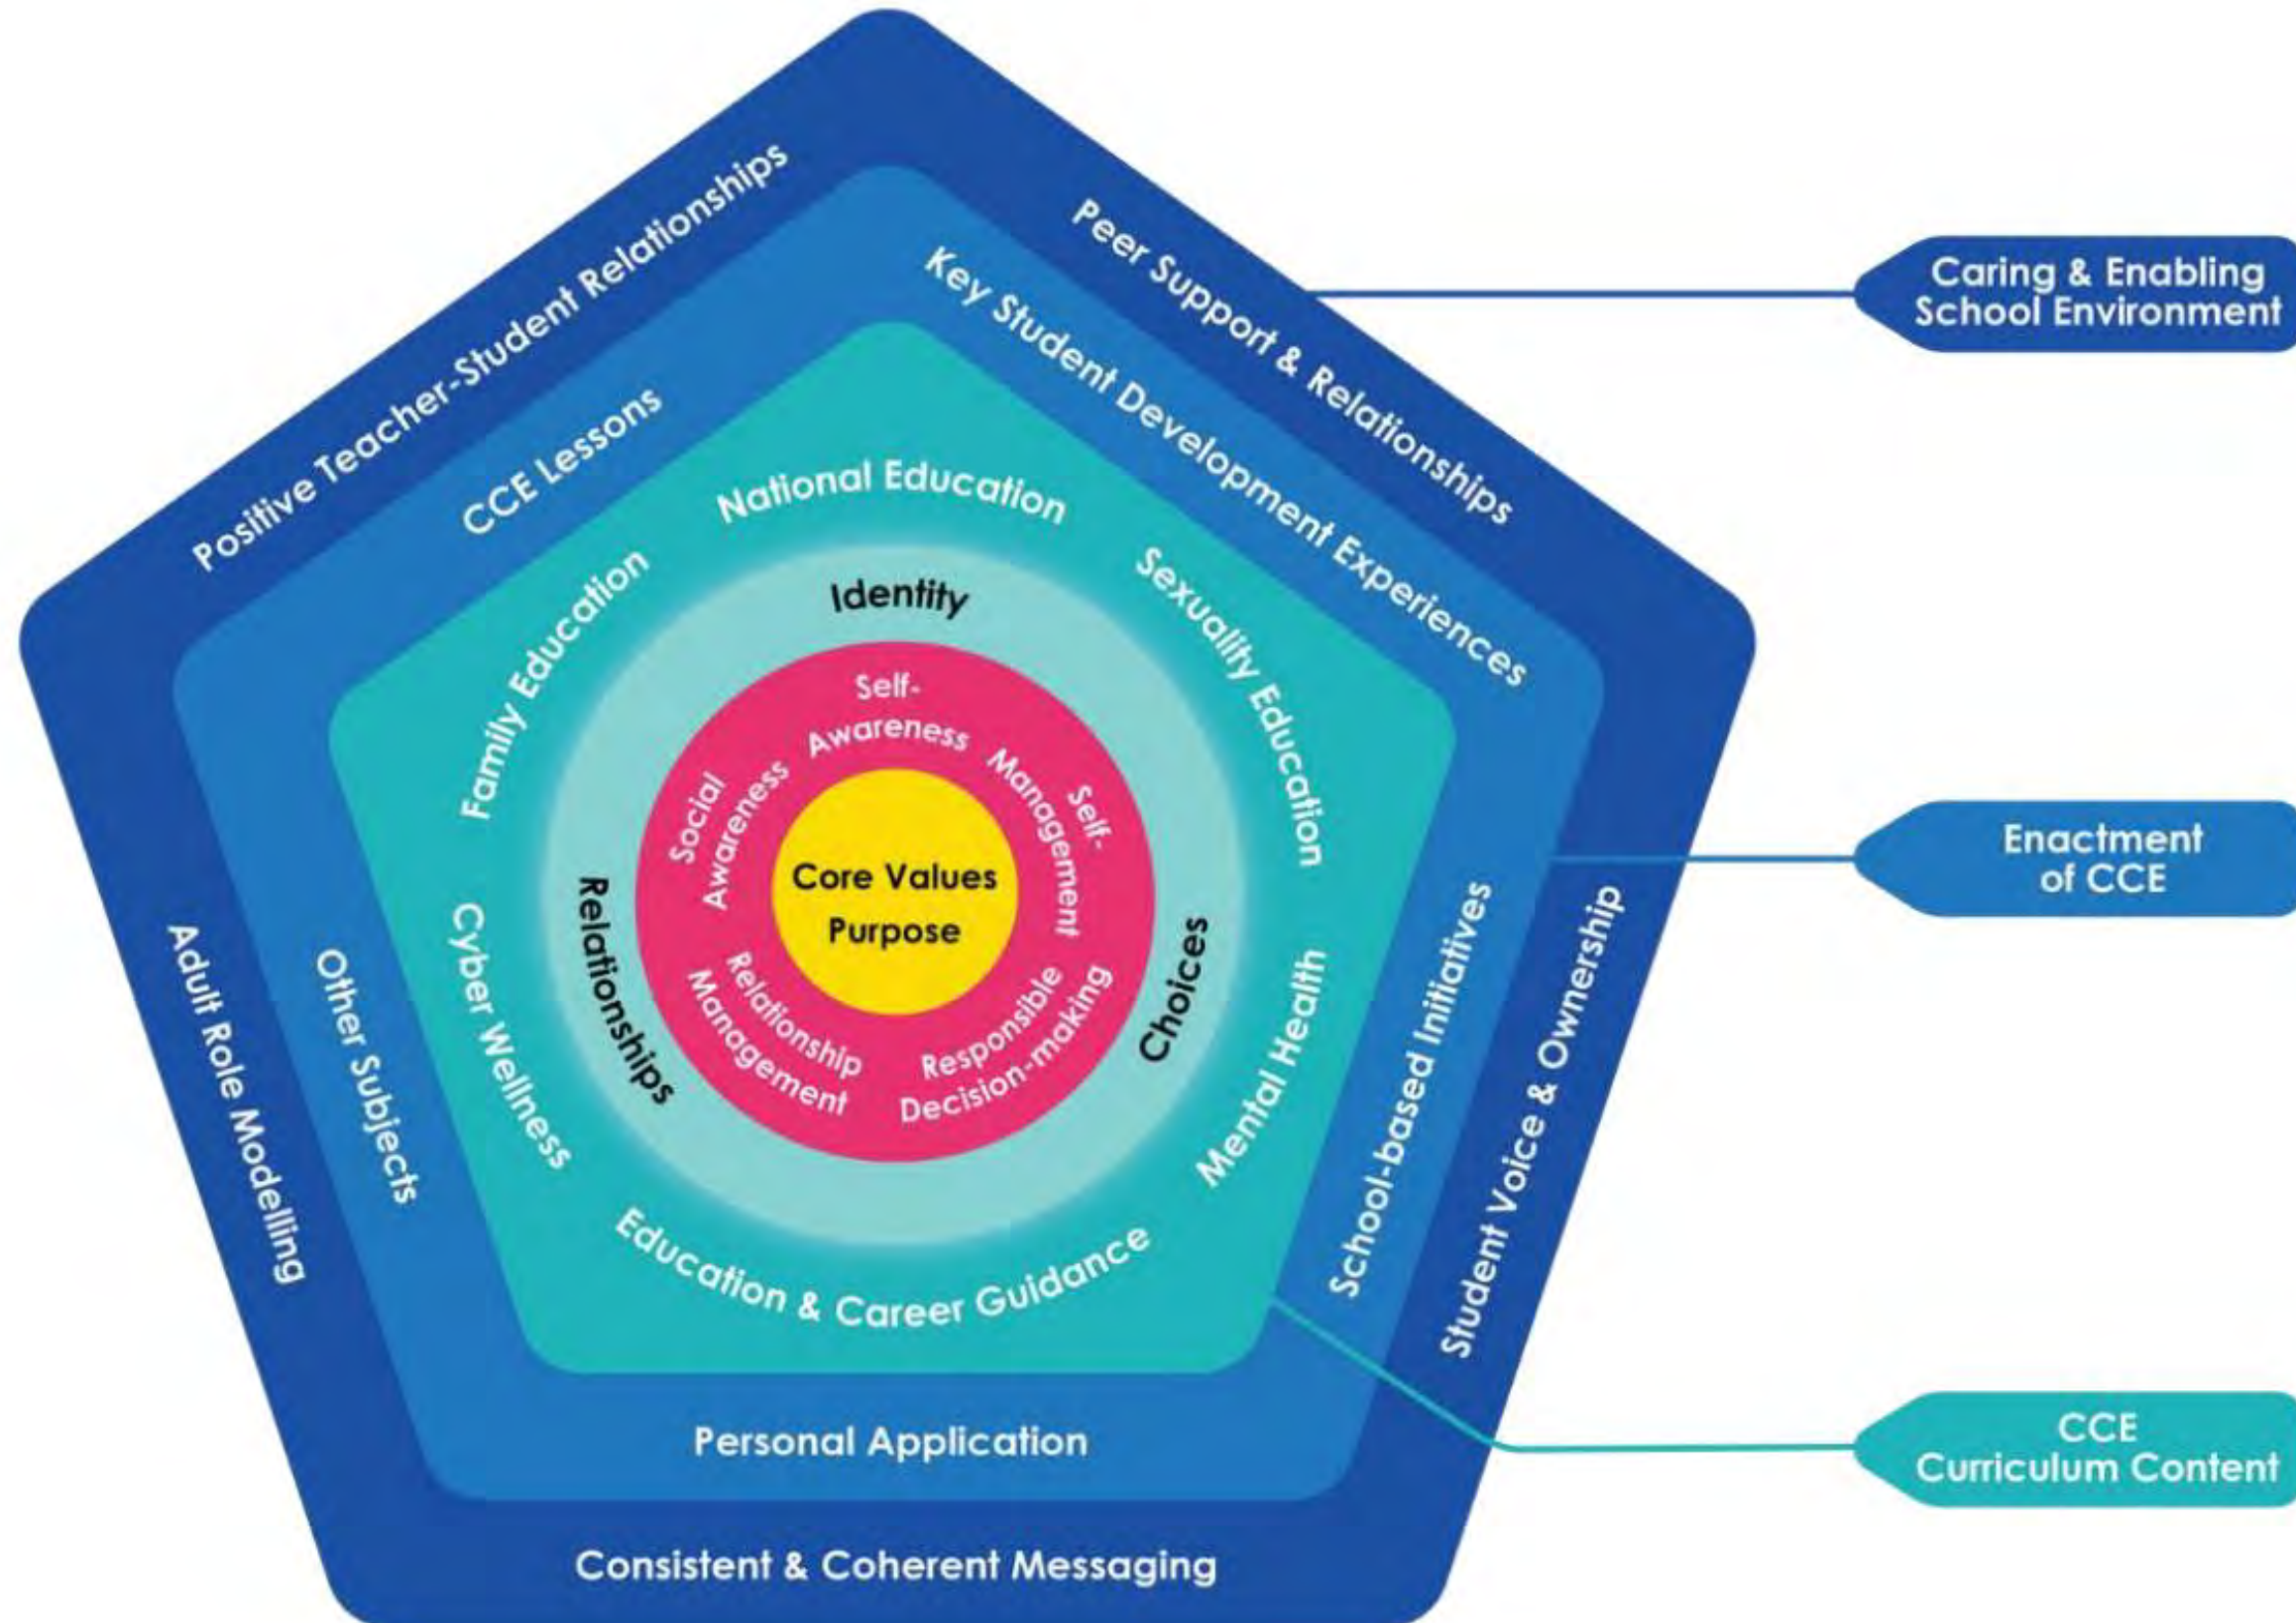 Positive Teacher-Student Relationships
Peer Support & Relationships
Student Voice & Ownership
Consistent & Coherent Messaging
Adult Role Modelling
CCE Lessons
Key Student Development Experiences
School-based Initiatives
Personal Application
Other Subjects
National Education
Sexuality Education
Mental Health
Education & Career Guidance
Cyber Wellness
Family Education
Identity
Choices
Relationships
Self-
Awareness
Self-
Management
Responsible
Decision-making
Relationship
Management
Social
Awareness
Core Values
Purpose
Caring & Enabling
School Environment
Enactment
of CCE
CCE
Curriculum Content